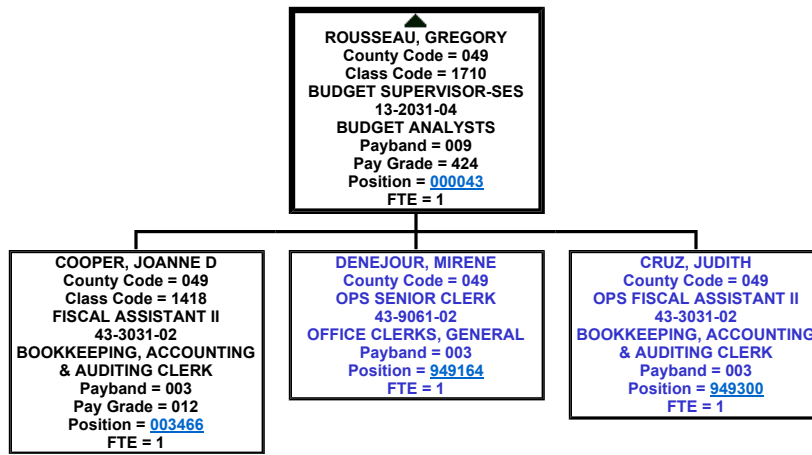 ROUSSEAU, GREGORY
County Code = 049
Class Code = 1710
BUDGET SUPERVISOR-SES
13-2031-04
BUDGET ANALYSTS
Payband = 009
Pay Grade = 424
Position = 000043
FTE = 1
COOPER, JOANNE D
County Code = 049
Class Code = 1418
FISCAL ASSISTANT II
43-3031-02
BOOKKEEPING, ACCOUNTING
& AUDITING CLERK
Payband = 003
Pay Grade = 012
Position = 003466
FTE = 1
DENEJOUR, MIRENE
County Code = 049
OPS SENIOR CLERK
43-9061-02
OFFICE CLERKS, GENERAL
Payband = 003
Position = 949164
FTE = 1
CRUZ, JUDITH
County Code = 049
OPS FISCAL ASSISTANT II
43-3031-02
BOOKKEEPING, ACCOUNTING
& AUDITING CLERK
Payband = 003
Position = 949300
FTE = 1